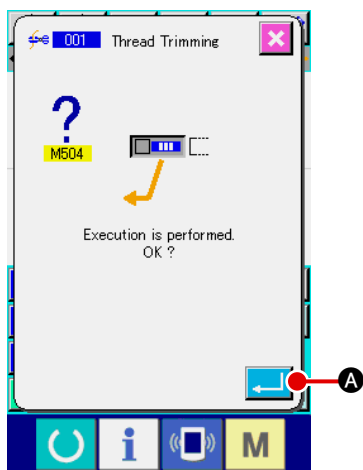 001 Thread Trimming
?
M504
Execution is performed.
OK ?
A
i
M